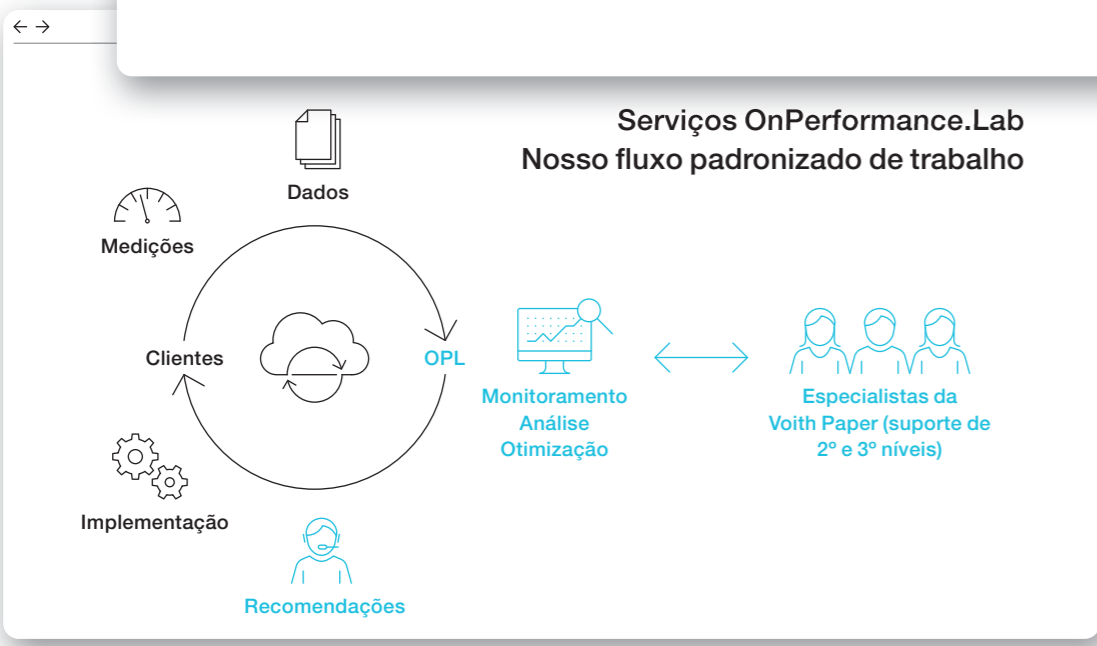 Serviços OnPerformance.Lab
Nosso fluxo padronizado de trabalho
Dados
Medições
Clientes
OPL
Monitoramento
Análise
Otimização
Especialistas da
Voith Paper (suporte de
2º e 3º níveis)
Implementação
Recomendações